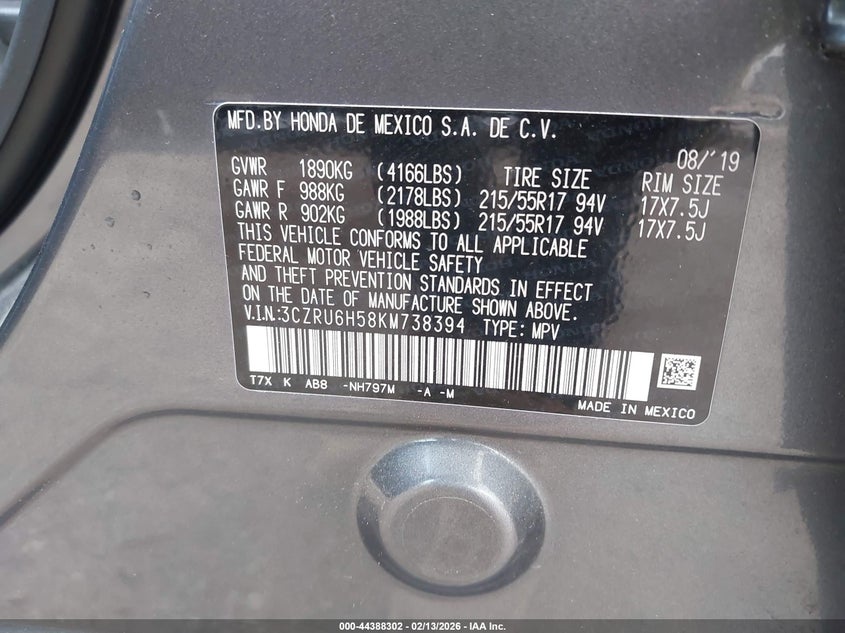 MFD.BY HONDA DE MEXICO S.A. DE C.V.
08/'19
GVWR 1890KG (4166LBS) TIRE SIZE RIM SIZE
GAWR F 988KG (2178LBS) 215/55R17 94V 17X7.5J
GAWR R 902KG (1988LBS) 215/55R17 94V 17X7.5J
THIS VEHICLE CONFORMS TO ALL APPLICABLE
FEDERAL MOTOR VEHICLE SAFETY
AND THEFT PREVENTION STANDARDS IN EFFECT
ON THE DATE OF MANUFACTURE SHOWN ABOVE.
V.I.N:3CZRU6H58KM738394 TYPE: MPV
T7X K AB8 -NH797M -A -M
MADE IN MEXICO
000-44388302 - 02/13/2026 - IAA Inc.